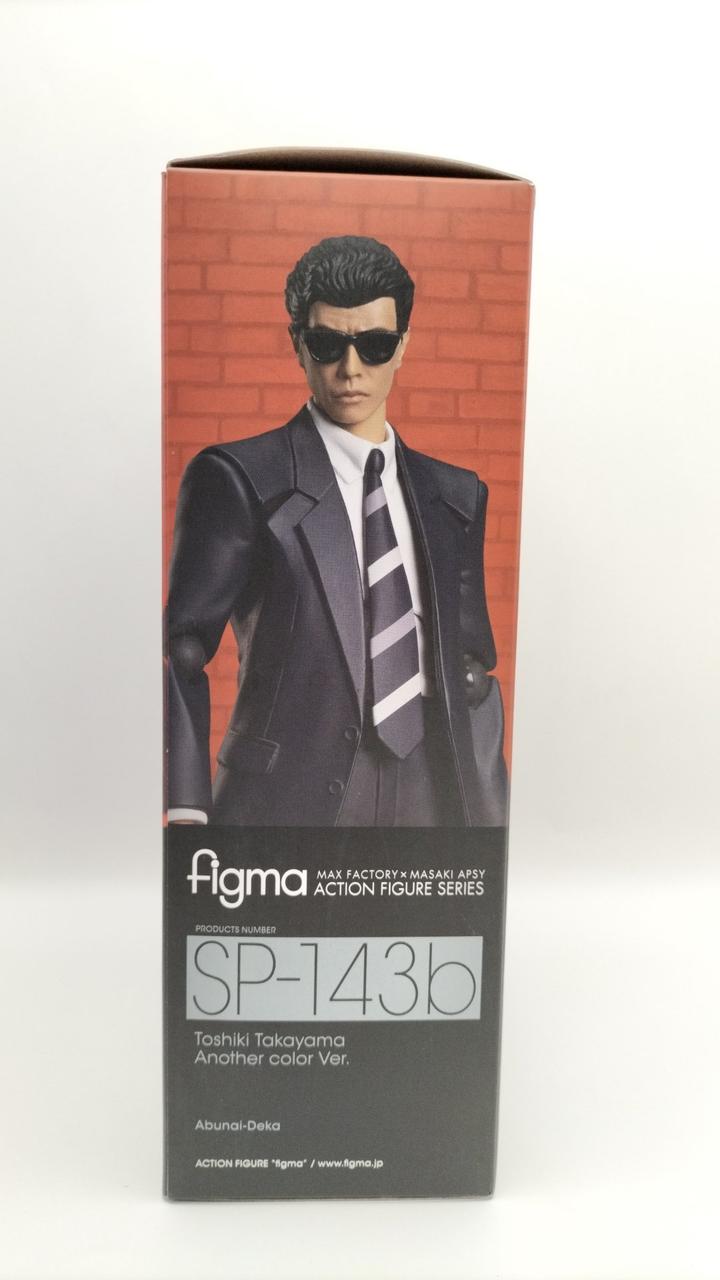 figma
MAX FACTORY × MASAKI APSY
ACTION FIGURE SERIES
PRODUCTS NUMBER
SP-143b
Toshiki Takayama
Another color Ver.
Abunai-Deka
ACTION FIGURE "figma" / www.figma.jp